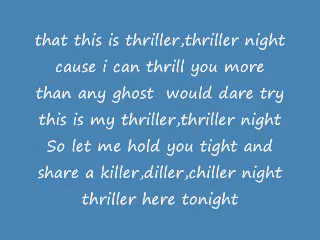 that this is thriller,thriller night
cause i can thrill you more
than any ghost  would dare try
this is my thriller,thriller night
So let me hold you tight and
share a killer,diller,chiller night
thriller here tonight